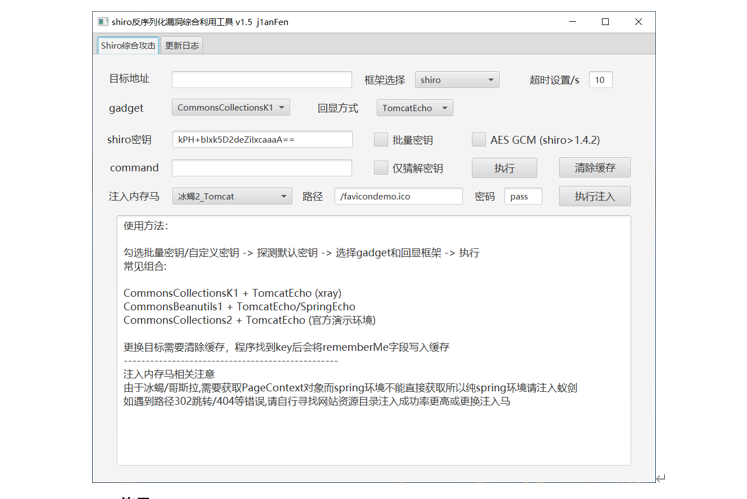 shiro反序列化漏洞综合利用工具 v1.5 j1anFen
Shiro综合攻击 更新日志
目标地址 框架选择 shiro 超时设置/s 10
gadget CommonsCollectionsK1 回显方式 TomcatEcho
shiro密钥 kPH+bIxk5D2deZiIxcaaaA== 批量密钥 AES GCM (shiro>1.4.2)
command 仅猜解密钥 执行 清除缓存
注入内存马 冰蝎2_Tomcat 路径 /favicondemo.ico 密码 pass 执行注入
使用方法：
勾选批量密钥/自定义密钥 -> 探测默认密钥 -> 选择gadget和回显框架 -> 执行
常见组合:
CommonsCollectionsK1 + TomcatEcho (xray)
CommonsBeanutils1 + TomcatEcho/SpringEcho
CommonsCollections2 + TomcatEcho (官方演示环境)
更换目标需要清除缓存，程序找到key后会将rememberMe字段写入缓存
------------------------------------------------
注入内存马相关注意
由于冰蝎/哥斯拉,需要获取PageContext对象而spring环境不能直接获取所以纯spring环境请注入蚁剑
如遇到路径302跳转/404等错误,请自行寻找网站资源目录注入成功率更高或更换注入马